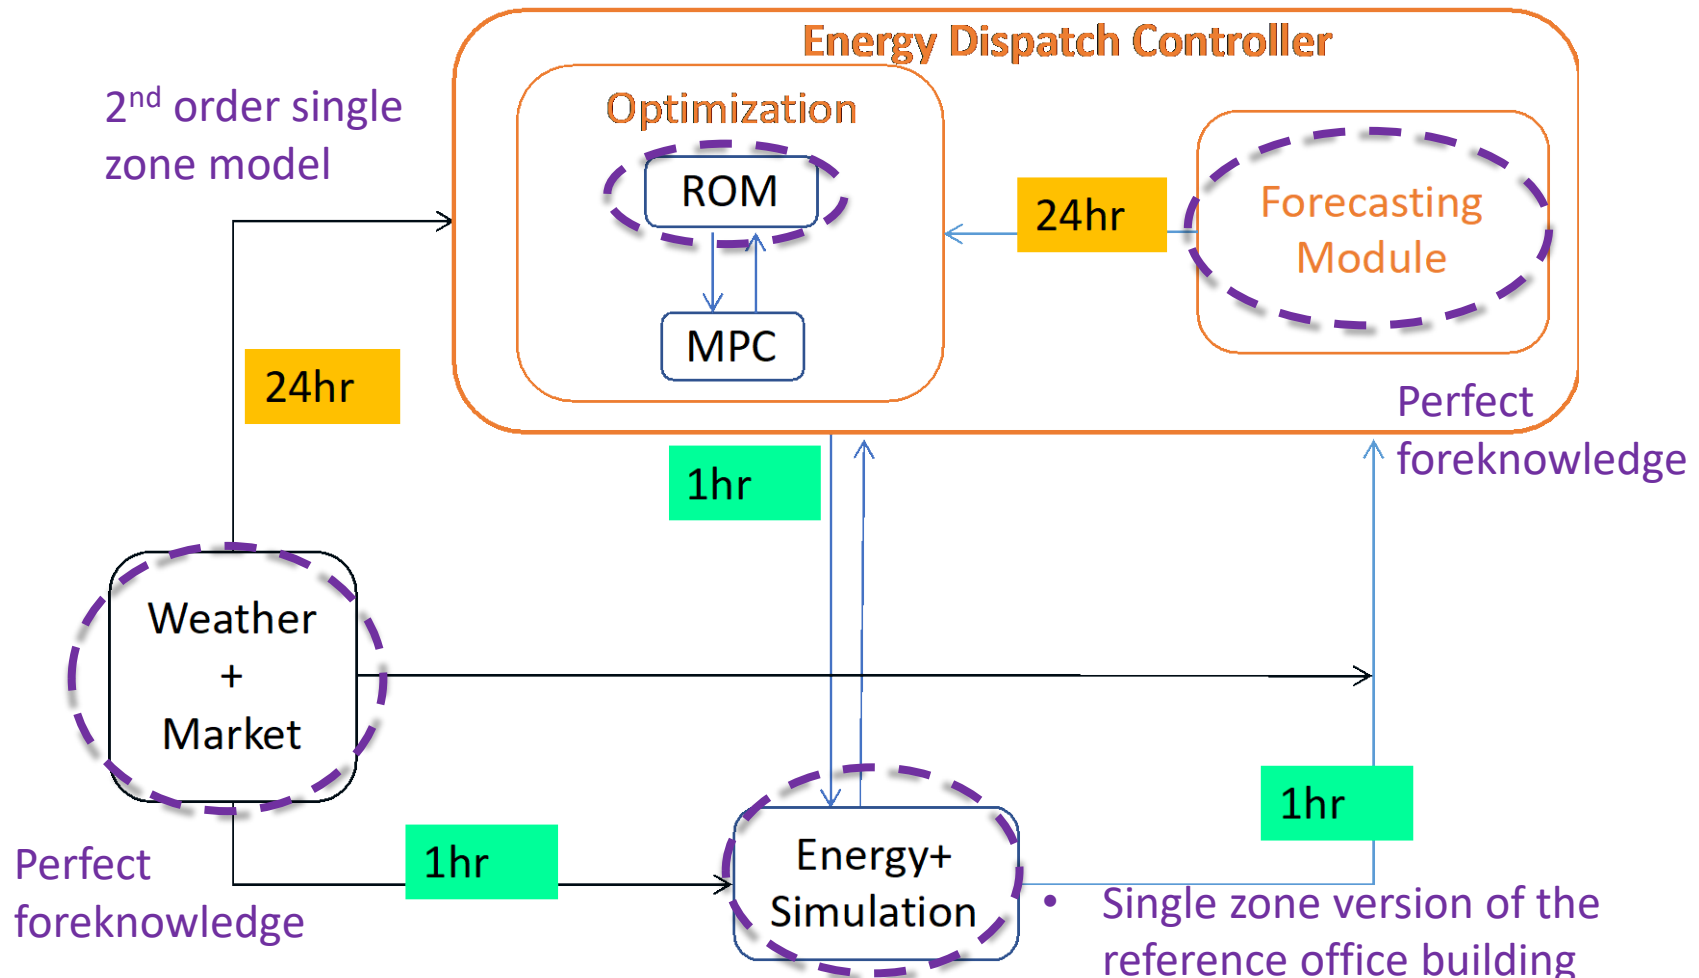 Energy Dispatch Controller
2nd order single
zone model
Optimization
ROM
MPC
24hr
Forecasting
Module
24hr
Perfect
foreknowledge
1hr
Weather
+
Market
1hr
Perfect
foreknowledge
1hr
Energy+
Simulation
• Single zone version of the
reference office building